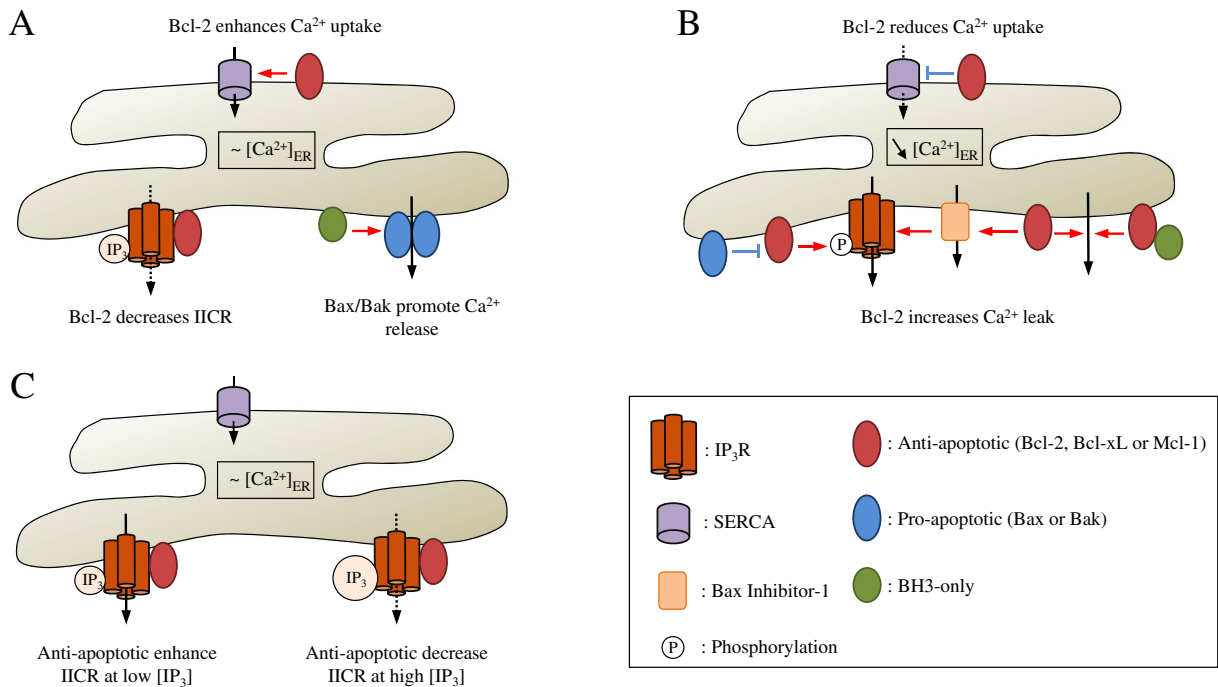 A
Bcl-2 enhances Ca²⁺ uptake
~ [Ca²⁺]ER
IP₃
Bcl-2 decreases IICR
Bax/Bak promote Ca²⁺
release
B
Bcl-2 reduces Ca²⁺ uptake
[Ca²⁺]ER
P
Bcl-2 increases Ca²⁺ leak
C
~ [Ca²⁺]ER
IP₃
IP₃
Anti-apoptotic enhance
IICR at low [IP₃]
Anti-apoptotic decrease
IICR at high [IP₃]
: IP₃R
: SERCA
: Bax Inhibitor-1
P : Phosphorylation
: Anti-apoptotic (Bcl-2, Bcl-xL or Mcl-1)
: Pro-apoptotic (Bax or Bak)
: BH3-only